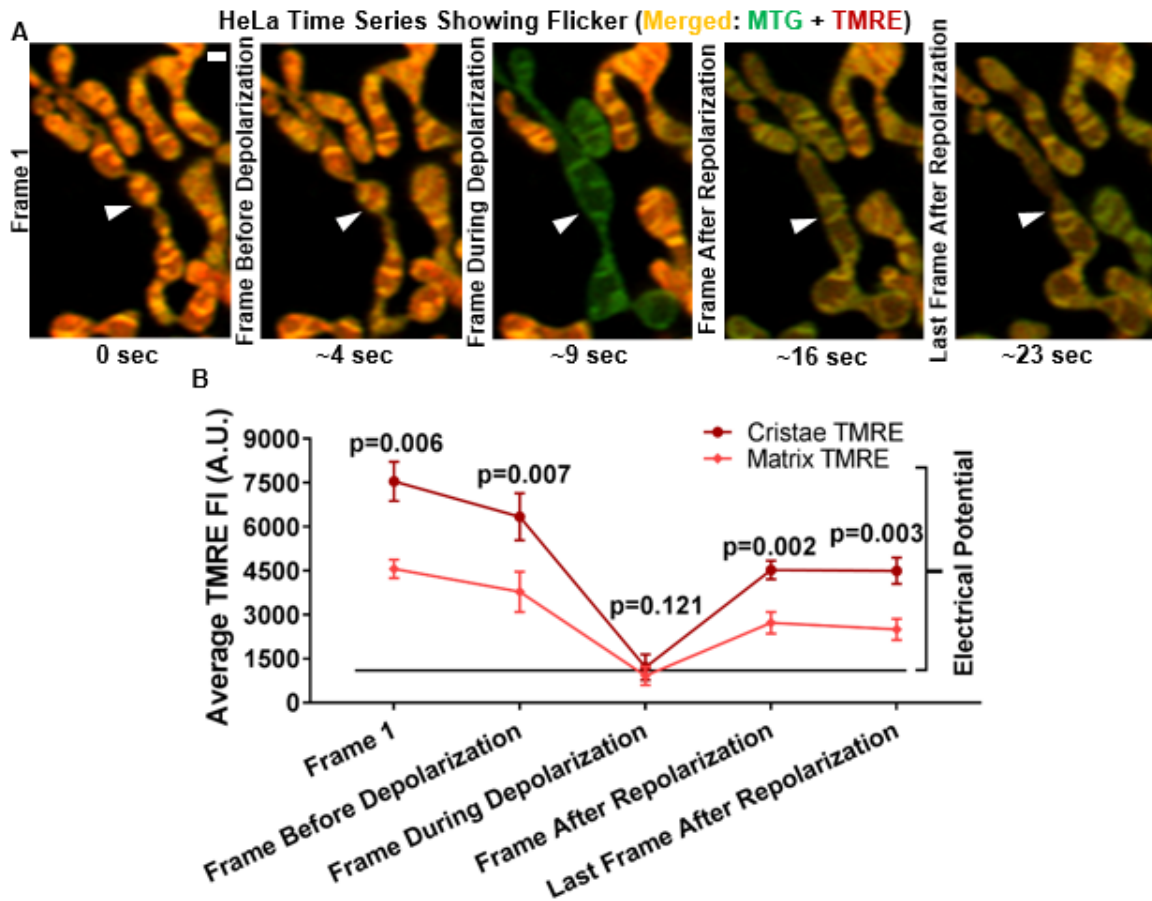 HeLa Time Series Showing Flicker (Merged: MTG + TMRE)
A
Frame 1
Frame Before Depolarization
Frame During Depolarization
Frame After Repolarization
Last Frame After Repolarization
0 sec
~4 sec
~9 sec
~16 sec
~23 sec
B
Average TMRE FI (A.U.)
9000
7500
6000
4500
3000
1500
0
p=0.006
p=0.007
p=0.121
p=0.002
p=0.003
Cristae TMRE
Matrix TMRE
Electrical Potential
Frame 1
Frame Before Depolarization
Frame During Depolarization
Frame After Repolarization
Last Frame After Repolarization